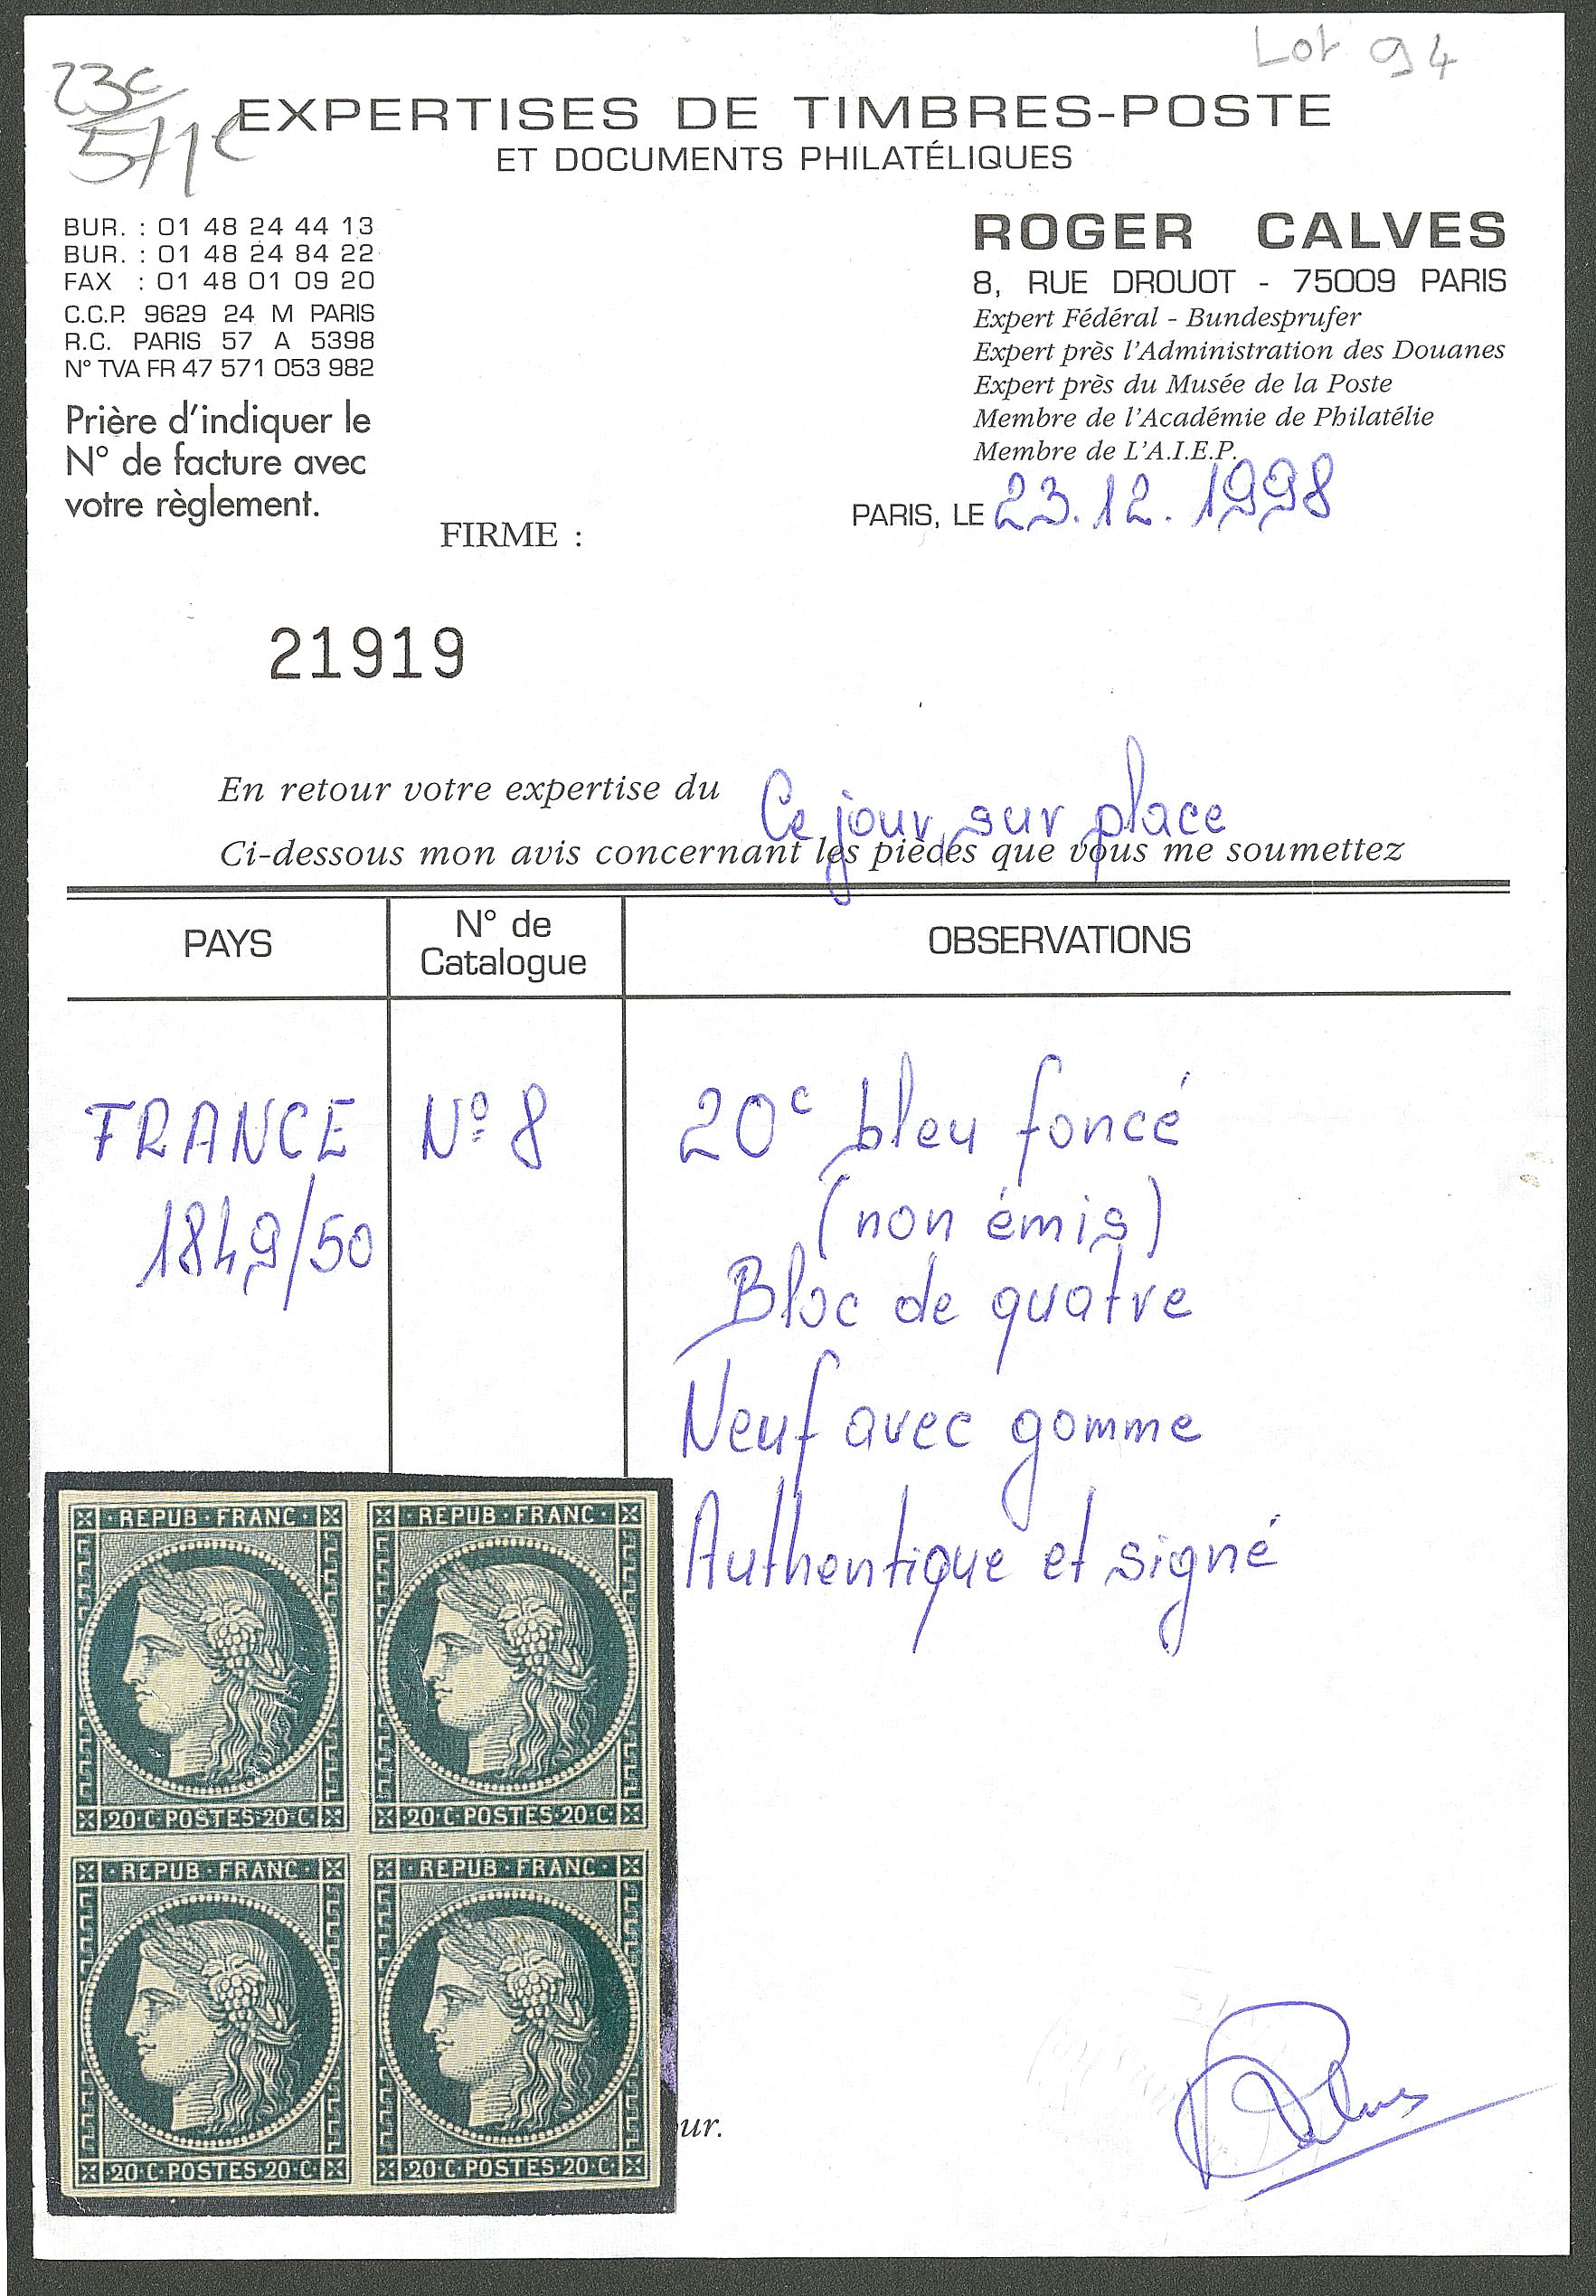 Lot 94
23c
5/1c
EXPERTISES DE TIMBRES-POSTE
ET DOCUMENTS PHILATÉLIQUES
BUR. : 01 48 24 44 13
BUR. : 01 48 24 84 22
FAX : 01 48 01 09 20
C.C.P. 9629 24 M PARIS
R.C. PARIS 57 A 5398
N° TVA FR 47 571 053 982
Prière d'indiquer le
N° de facture avec
votre règlement.
ROGER CALVES
8, RUE DROUOT - 75009 PARIS
Expert Fédéral - Bundesprufer
Expert près l'Administration des Douanes
Expert près du Musée de la Poste
Membre de l'Académie de Philatélie
Membre de L'A.I.E.P.
PARIS, LE 23.12.1998
FIRME :
21919
En retour votre expertise du Ce jour, sur place
Ci-dessous mon avis concernant les pièces que vous me soumettez
PAYS N° de Catalogue OBSERVATIONS
FRANCE N° 8 20c bleu foncé
1849/50 (non émis)
Bloc de quatre
Neuf avec gomme
Authentique et signé
REPUB·FRANC· REPUB·FRANC·
20·C·POSTES·20·C· 20·C·POSTES·20·C·
REPUB·FRANC· REPUB·FRANC·
20·C·POSTES·20·C· 20·C·POSTES·20·C·
ur.